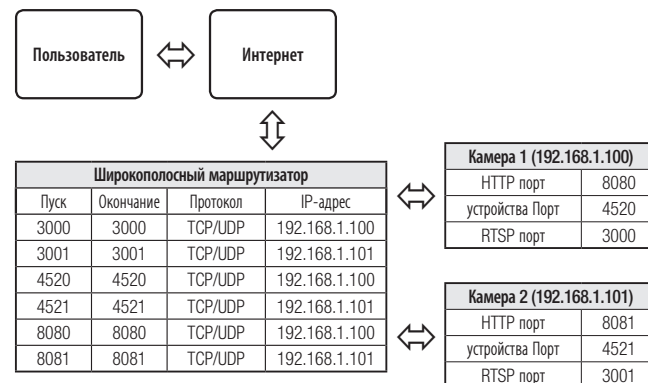 Пользователь
Интернет
Широкополосный маршрутизатор
Пуск Окончание Протокол IP-адрес
3000 3000 TCP/UDP 192.168.1.100
3001 3001 TCP/UDP 192.168.1.101
4520 4520 TCP/UDP 192.168.1.100
4521 4521 TCP/UDP 192.168.1.101
8080 8080 TCP/UDP 192.168.1.100
8081 8081 TCP/UDP 192.168.1.101
Камера 1 (192.168.1.100)
HTTP порт 8080
устройства Порт 4520
RTSP порт 3000
Камера 2 (192.168.1.101)
HTTP порт 8081
устройства Порт 4521
RTSP порт 3001